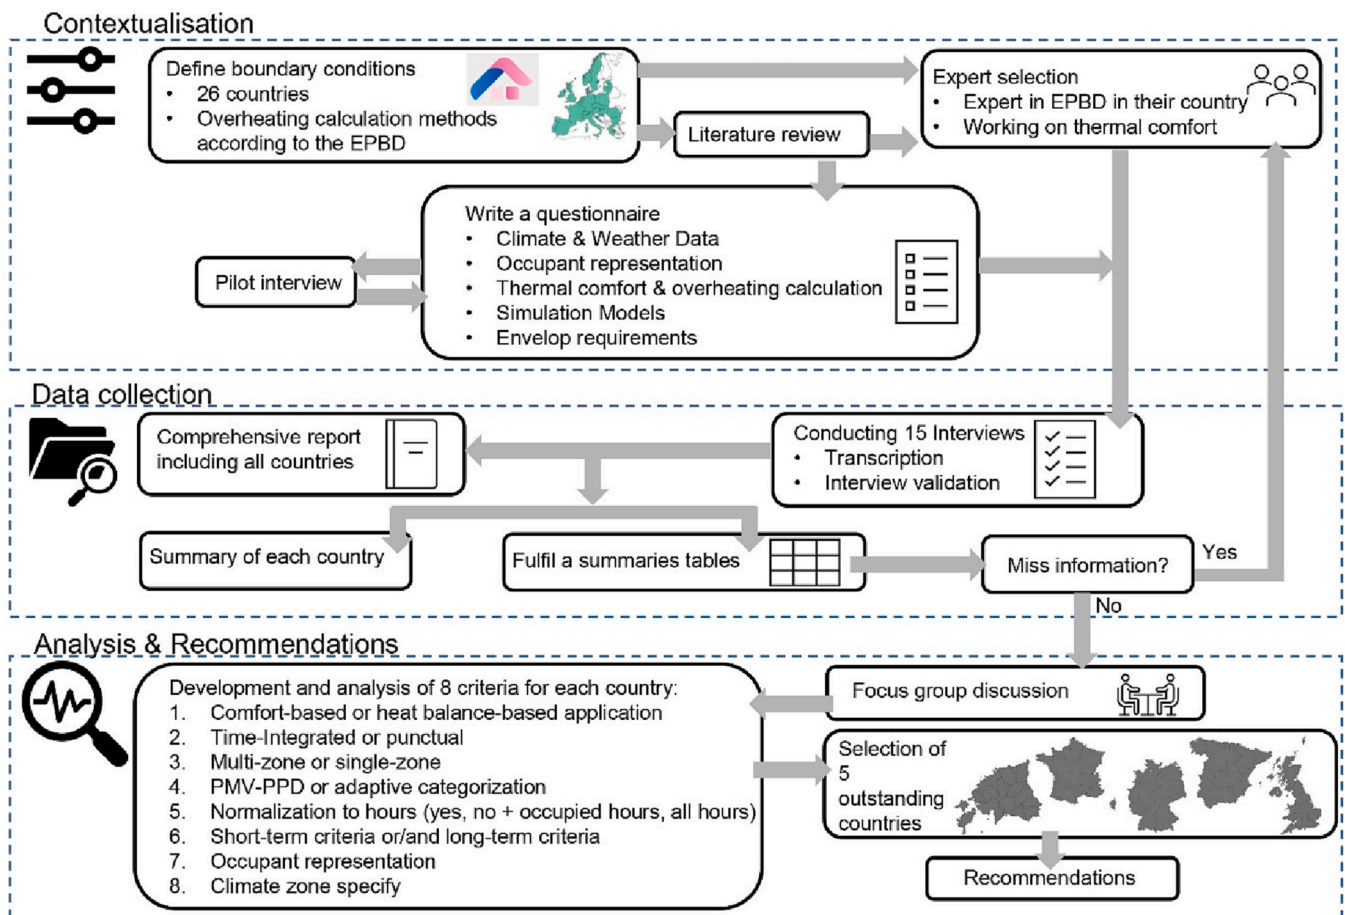 Contextualisation
Define boundary conditions
• 26 countries
• Overheating calculation methods
according to the EPBD
Literature review
Expert selection
• Expert in EPBD in their country
• Working on thermal comfort
Write a questionnaire
• Climate & Weather Data
• Occupant representation
• Thermal comfort & overheating calculation
• Simulation Models
• Envelop requirements
Pilot interview
Data collection
Comprehensive report
including all countries
Conducting 15 Interviews
• Transcription
• Interview validation
Summary of each country
Fulfil a summaries tables
Miss information?
Yes
No
Analysis & Recommendations
Development and analysis of 8 criteria for each country:
1. Comfort-based or heat balance-based application
2. Time-Integrated or punctual
3. Multi-zone or single-zone
4. PMV-PPD or adaptive categorization
5. Normalization to hours (yes, no + occupied hours, all hours)
6. Short-term criteria or/and long-term criteria
7. Occupant representation
8. Climate zone specify
Focus group discussion
Selection of
5
outstanding
countries
Recommendations